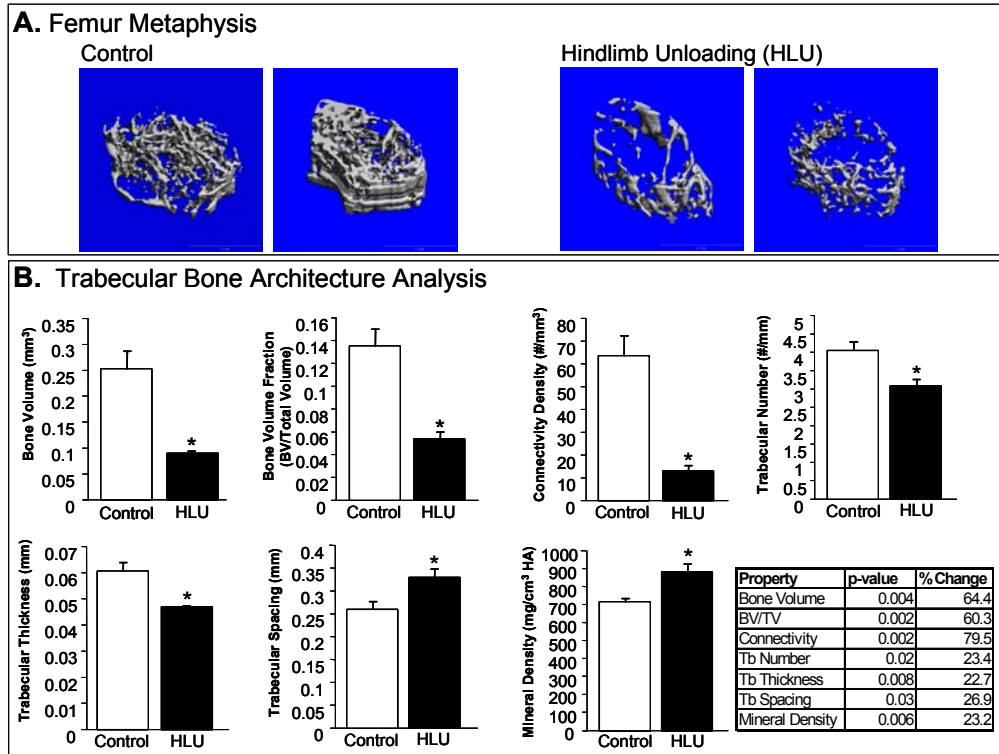 A. Femur Metaphysis
Control
Hindlimb Unloading (HLU)
B. Trabecular Bone Architecture Analysis
Bone Volume (mm³)
0.35
0.3
0.25
0.2
0.15
0.1
0.05
0
*
Control HLU
Bone Volume Fraction
(BV/Total Volume)
0.16
0.14
0.12
0.08
0.06
0.04
0.02
0
*
Control HLU
Connectivity Density (#/mm³)
80
70
60
50
40
30
20
10
0
*
Control HLU
Trabecular Number (#/mm)
5
4.5
4
3.5
3
2.5
2
1.5
1
0.5
0
*
Control HLU
Trabecular Thickness (mm)
0.07
0.06
0.05
0.04
0.03
0.02
0.01
0
*
Control HLU
Trabecular Spacing (mm)
0.4
0.35
0.3
0.25
0.2
0.15
0.1
0.05
0
*
Control HLU
Mineral Density (mg/cm³ HA)
1000
900
800
700
600
500
400
300
200
100
0
*
Control HLU
Property p-value % Change
Bone Volume 0.004 64.4
BV/TV 0.002 60.3
Connectivity 0.002 79.5
Tb Number 0.02 23.4
Tb Thickness 0.008 22.7
Tb Spacing 0.03 26.9
Mineral Density 0.006 23.2